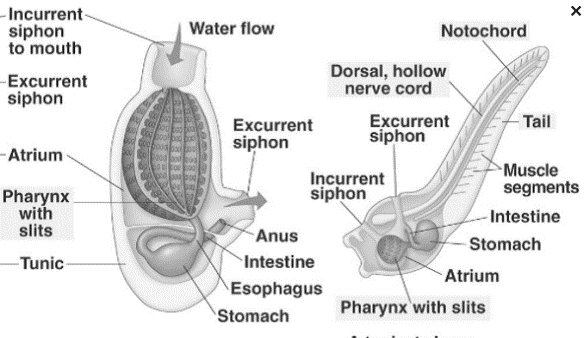 Incurrent
siphon
to mouth
Water flow
Excurrent
siphon
Atrium
Pharynx
with
slits
Tunic
Excurrent
siphon
Anus
Intestine
Esophagus
Stomach
Notochord
Dorsal, hollow
nerve cord
Excurrent
siphon
Tail
Incurrent
siphon
Muscle
segments
Intestine
Stomach
Atrium
Pharynx with slits